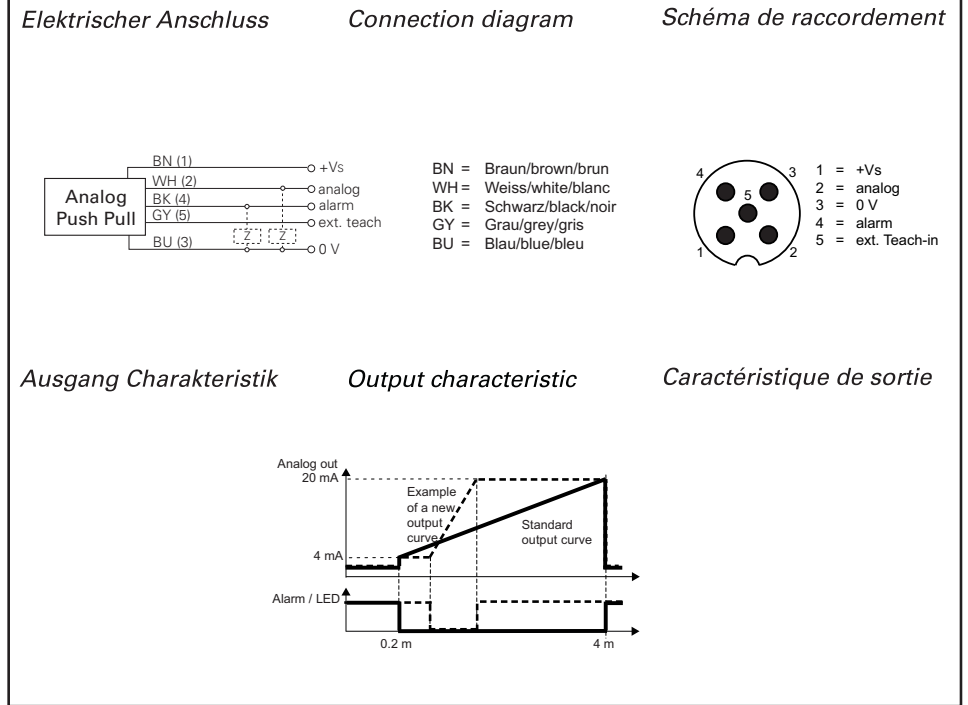 Elektrischer Anschluss
Connection diagram
Schéma de raccordement
Analog
Push Pull
BN (1)
WH (2)
BK (4)
GY (5)
BU (3)
Z
Z
+Vs
analog
alarm
ext. teach
0 V
BN = Braun/brown/brun
WH = Weiss/white/blanc
BK = Schwarz/black/noir
GY = Grau/grey/gris
BU = Blau/blue/bleu
4
3
5
1
2
1 = +Vs
2 = analog
3 = 0 V
4 = alarm
5 = ext. Teach-in
Ausgang Charakteristik
Output characteristic
Caractéristique de sortie
Analog out
20 mA
Example
of a new
output
curve
Standard
output curve
4 mA
Alarm / LED
0.2 m
4 m